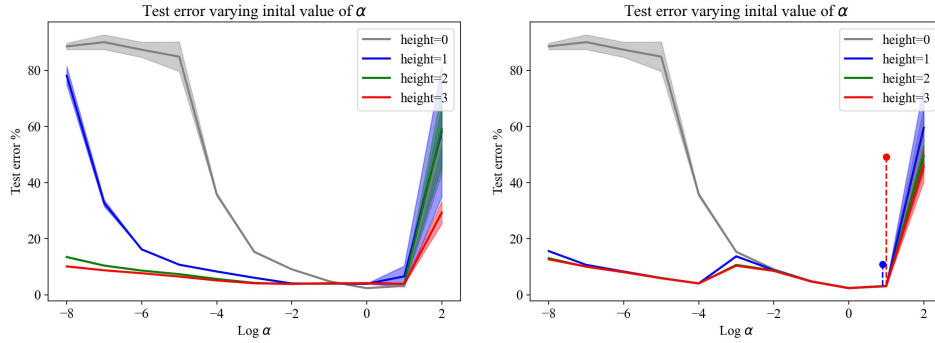 Test error varying inital value of α
height=0
height=1
height=2
height=3
Test error %
80
60
40
20
0
−8
−6
−4
−2
0
2
Log α
Test error varying inital value of α
height=0
height=1
height=2
height=3
Test error %
80
60
40
20
0
−8
−6
−4
−2
0
2
Log α